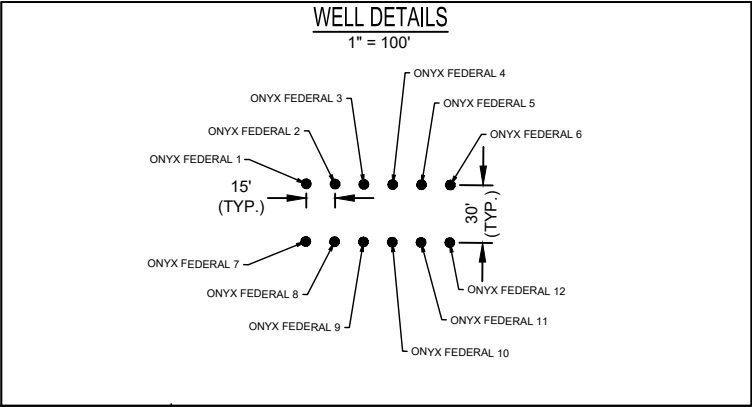 WELL DETAILS
1" = 100'
ONYX FEDERAL 4
ONYX FEDERAL 3
ONYX FEDERAL 5
ONYX FEDERAL 2
ONYX FEDERAL 6
ONYX FEDERAL 1
15'
(TYP.)
30'
(TYP.)
ONYX FEDERAL 7
ONYX FEDERAL 8
ONYX FEDERAL 12
ONYX FEDERAL 9
ONYX FEDERAL 11
ONYX FEDERAL 10